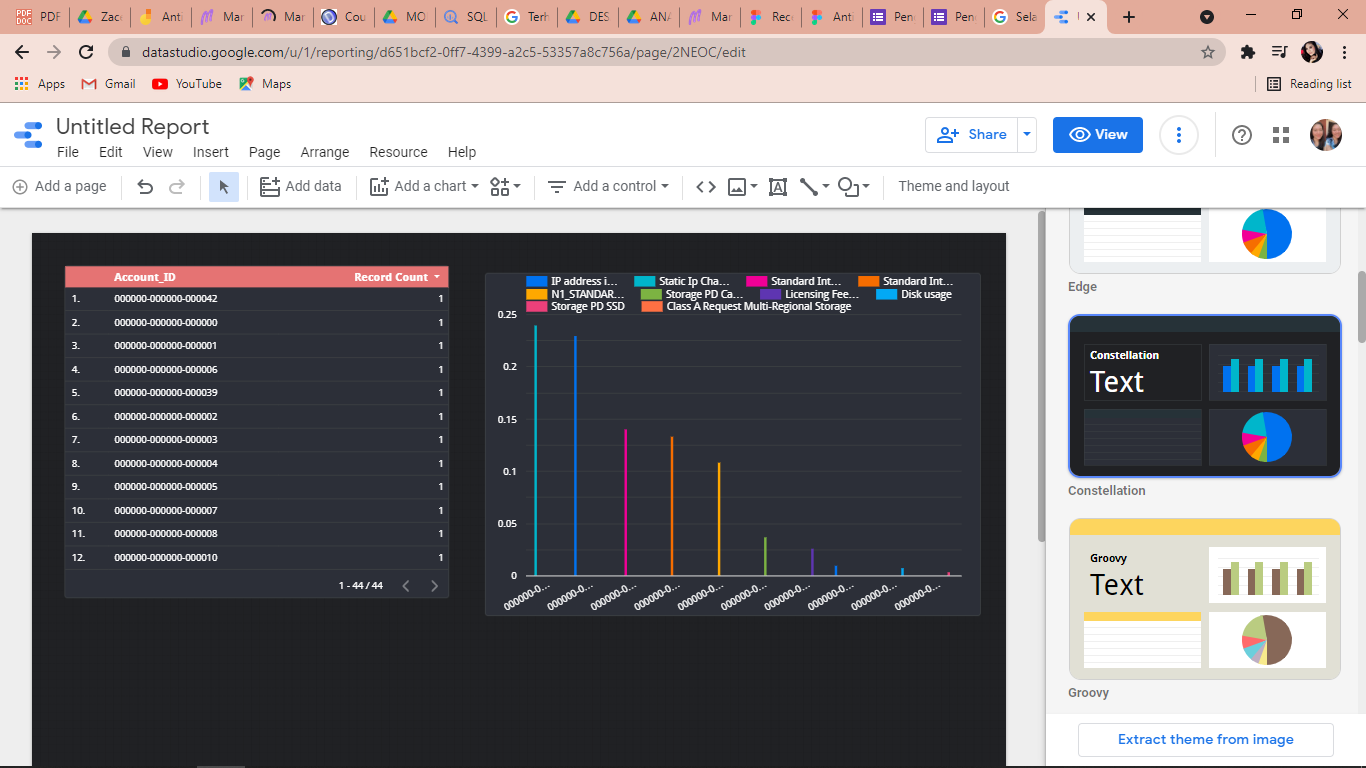 PDF
Zacc
Anti
Mar
Mar
Cou
MO
SQL
Terh
DES
ANA
Mar
Rec
Anti
Pen
Pen
Sela
datastudio.google.com/u/1/reporting/d651bcf2-0ff7-4399-a2c5-53357a8c756a/page/2NEOC/edit
Apps
Gmail
YouTube
Maps
Reading list
Untitled Report
File
Edit
View
Insert
Page
Arrange
Resource
Help
Share
View
Add a page
Add data
Add a chart
Add a control
Theme and layout
Account_ID Record Count
1. 000000-000000-000042 1
2. 000000-000000-000000 1
3. 000000-000000-000001 1
4. 000000-000000-000006 1
5. 000000-000000-000039 1
6. 000000-000000-000002 1
7. 000000-000000-000003 1
8. 000000-000000-000004 1
9. 000000-000000-000005 1
10. 000000-000000-000007 1
11. 000000-000000-000008 1
12. 000000-000000-000010 1
1 - 44 / 44
IP address i...
Static Ip Cha...
Standard Int...
Standard Int...
N1_STANDAR...
Storage PD Ca...
Licensing Fee...
Disk usage
Storage PD SSD
Class A Request Multi-Regional Storage
0.25
0.2
0.15
0.1
0.05
0
000000-0...
000000-0...
000000-0...
000000-0...
000000-0...
000000-0...
000000-0...
000000-0...
000000-0...
000000-0...
Edge
Constellation
Text
Constellation
Groovy
Text
Groovy
Extract theme from image